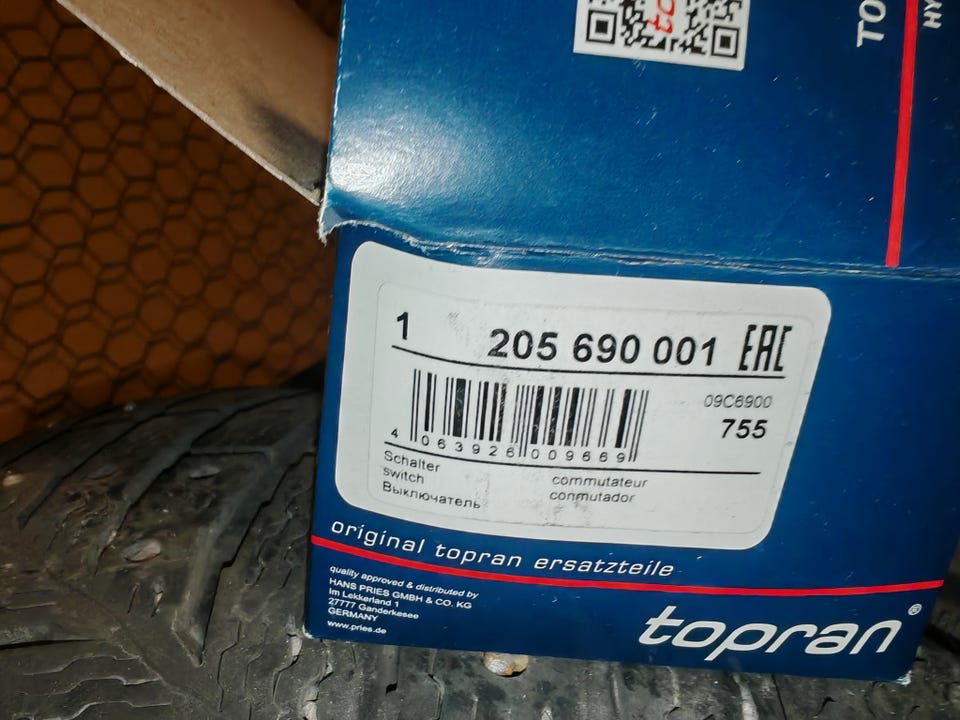 to
TO
HY
1 205 690 001 EAC
09C6900
755
4 063926 009669
Schalter
switch
Выключатель
commutateur
conmutador
original topran ersatzteile
quality approved & distributed by
HANS PRIES GMBH & CO. KG
Im Lekkerland 1
27777 Ganderkesee
GERMANY
www.pries.de
topran®